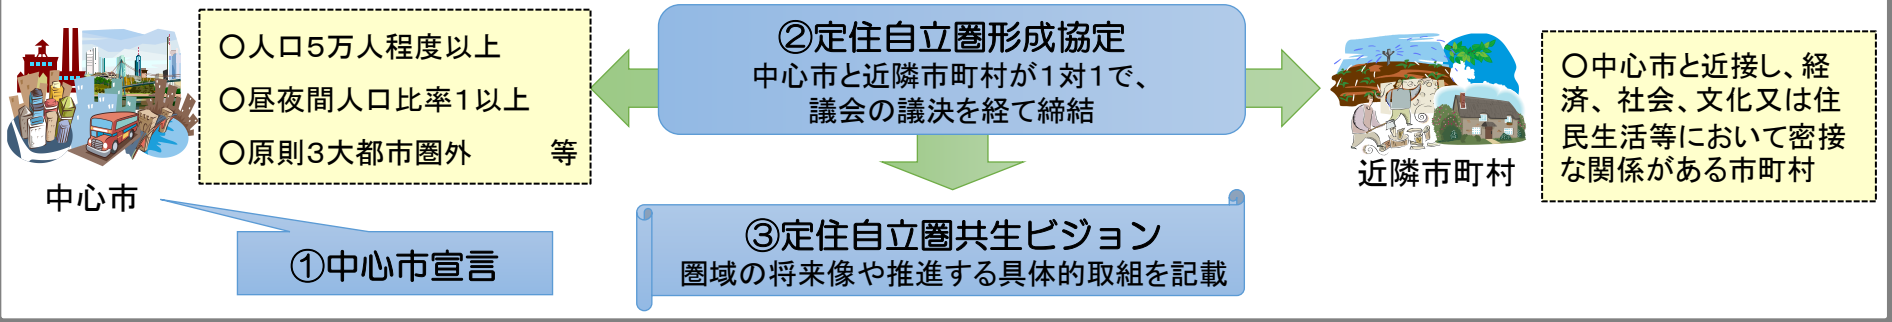 〇人口５万人程度以上
〇昼夜間人口比率１以上
〇原則３大都市圏外　　　等
中心市
①中心市宣言
②定住自立圏形成協定
中心市と近隣市町村が１対１で、
議会の議決を経て締結
③定住自立圏共生ビジョン
圏域の将来像や推進する具体的取組を記載
近隣市町村
〇中心市と近接し、経
済、社会、文化又は住
民生活等において密接
な関係がある市町村